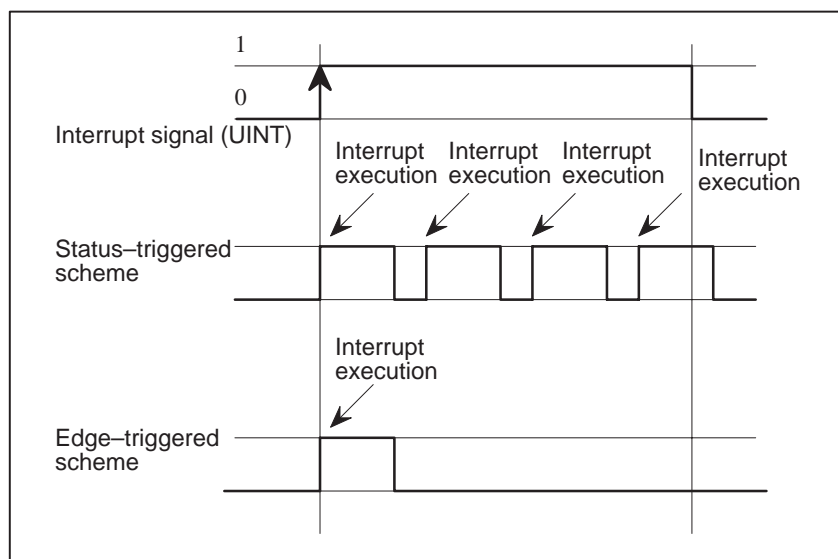 1
0
Interrupt signal (UINT)
Interrupt
execution
Interrupt
execution
Interrupt
execution
Interrupt
execution
Status–triggered
scheme
Interrupt
execution
Edge–triggered
scheme